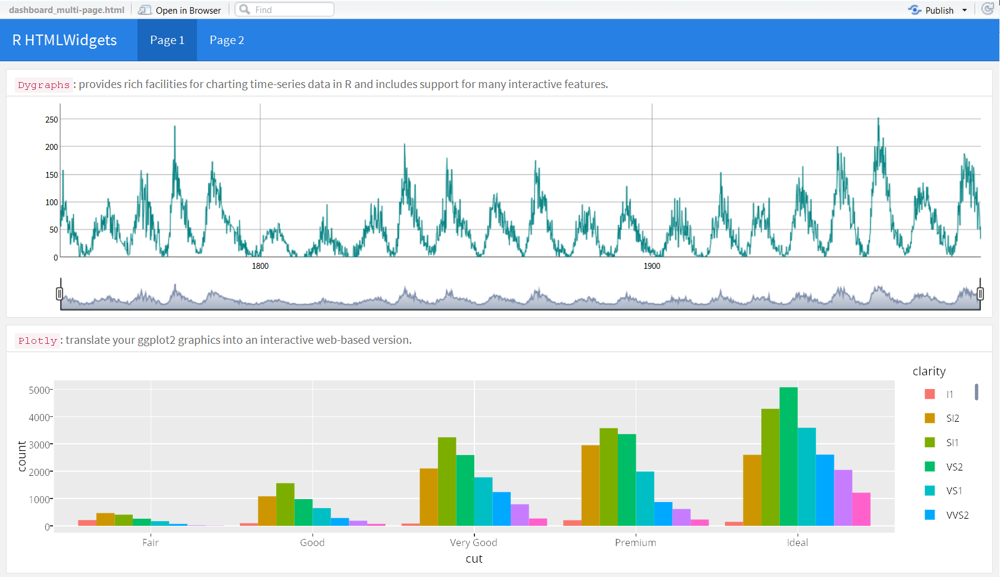 dashboard_multi-page.html Open in Browser Find Publish
R HTMLWidgets Page 1 Page 2
Dygraphs: provides rich facilities for charting time-series data in R and includes support for many interactive features.
250
200
150
100
50
0
1800 1900
Plotly: translate your ggplot2 graphics into an interactive web-based version.
count
5000
4000
3000
2000
1000
0
Fair Good Very Good Premium Ideal
cut
clarity
I1
SI2
SI1
VS2
VS1
VVS2